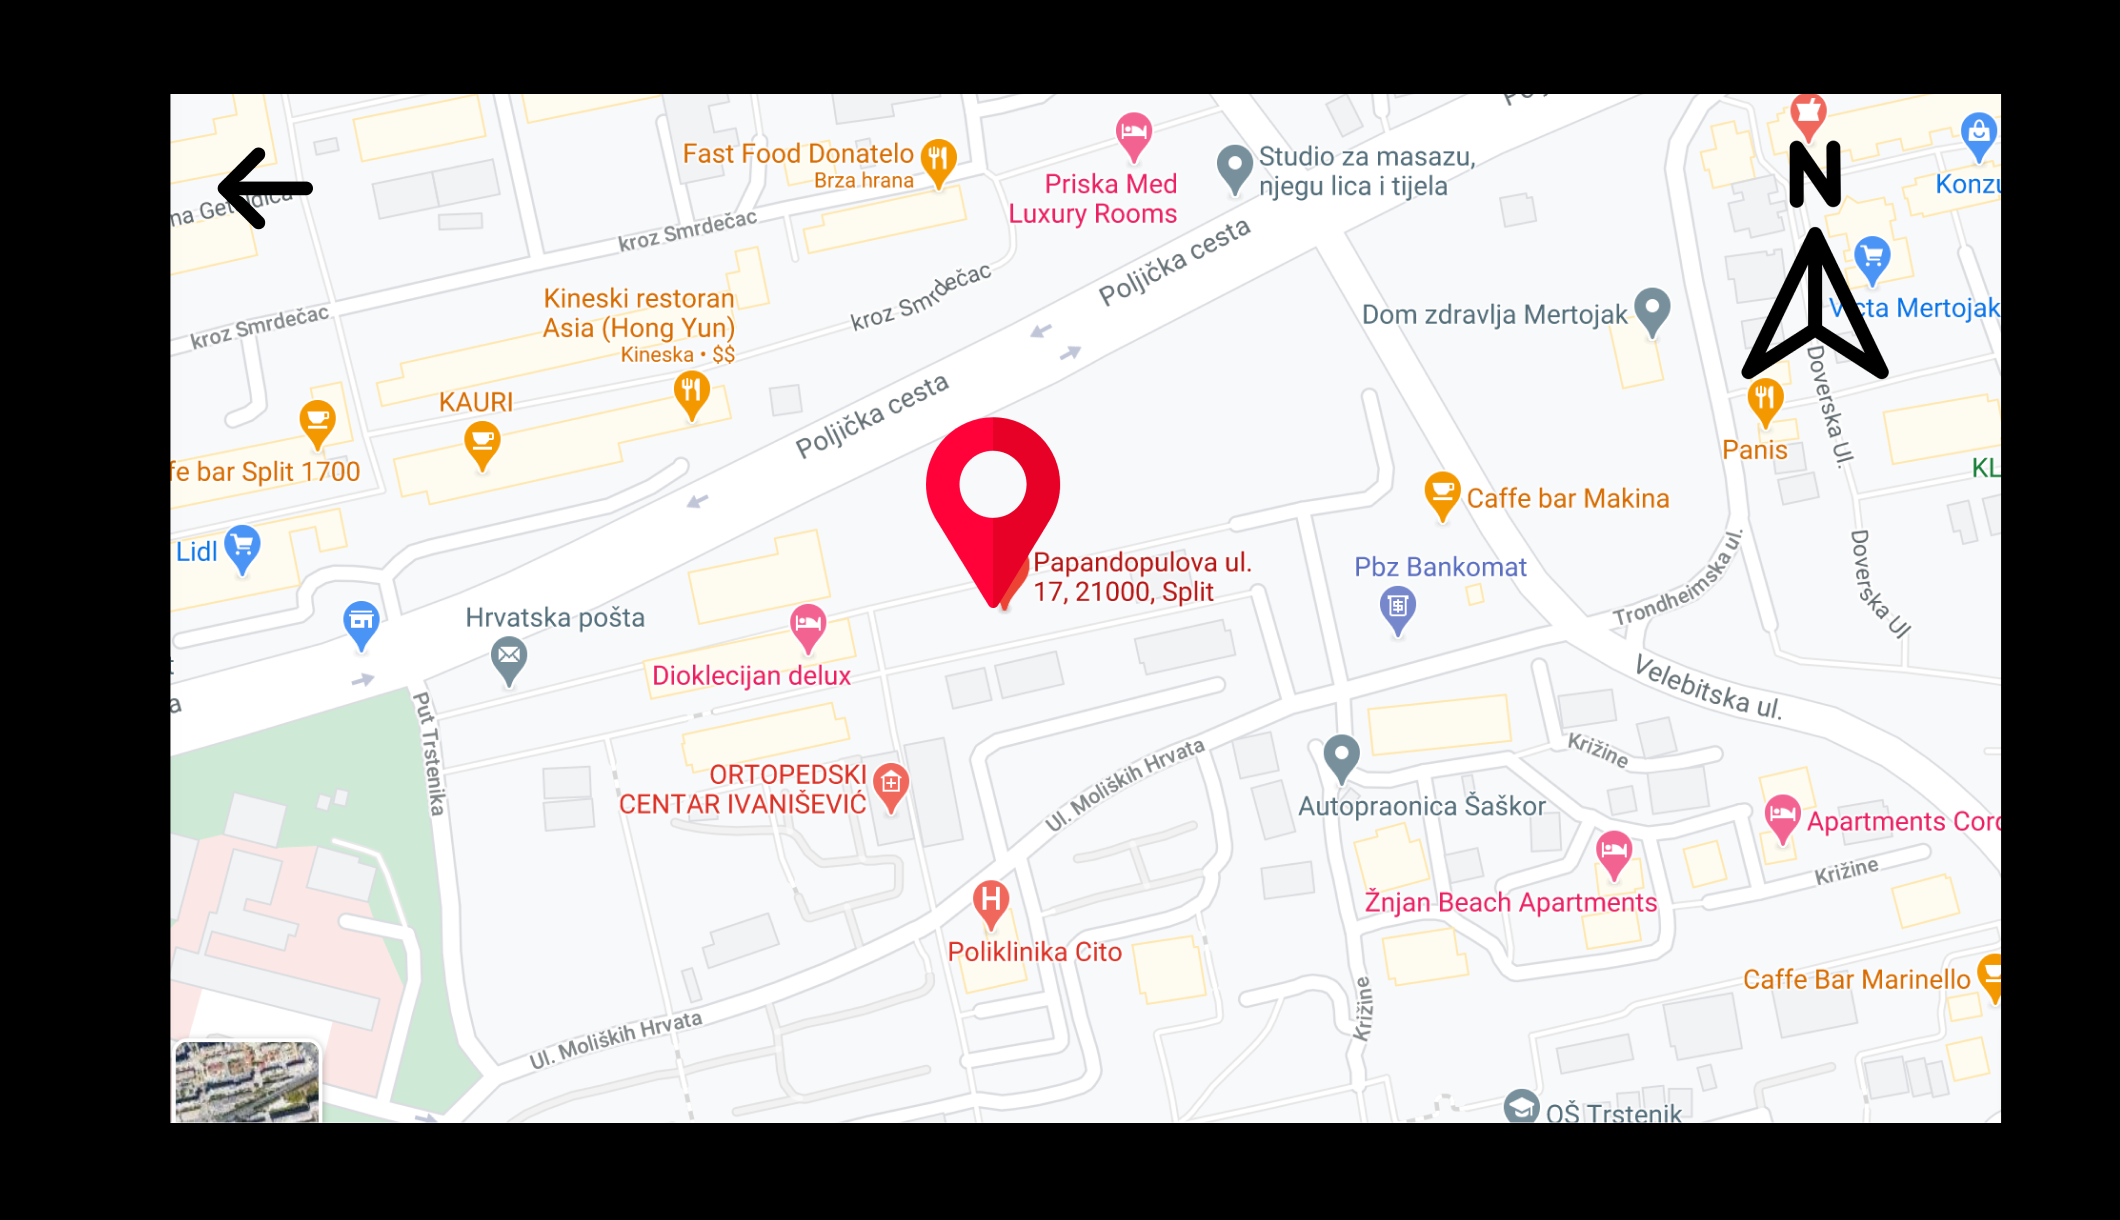 Fast Food Donatelo
Brza hrana
Priska Med
Luxury Rooms
Studio za masazu,
njegu lica i tijela
N
Konzu
kroz Smrdečac
kroz Smrdečac
kroz Smrdečac
Poljička cesta
Kineski restoran
Asia (Hong Yun)
Kineska • $$
Dom zdravlja Mertojak
Mertojak
Doverska Ul.
KAURI
Poljička cesta
Panis
fe bar Split 1700
KL
Caffe bar Makina
Lidl
Papandopulova ul.
17, 21000, Split
Pbz Bankomat
Trondheimska ul.
Doverska Ul
Hrvatska pošta
Dioklecijan delux
Velebitska ul.
Put Trstenika
Križine
ORTOPEDSKI
CENTAR IVANIŠEVIĆ
Ul. Moliških Hrvata
Autopraonica Šaškor
Apartments Coro
Križine
Žnjan Beach Apartments
H
Poliklinika Cito
Caffe Bar Marinello
Križine
Ul. Moliških Hrvata
OŠ Trstenik